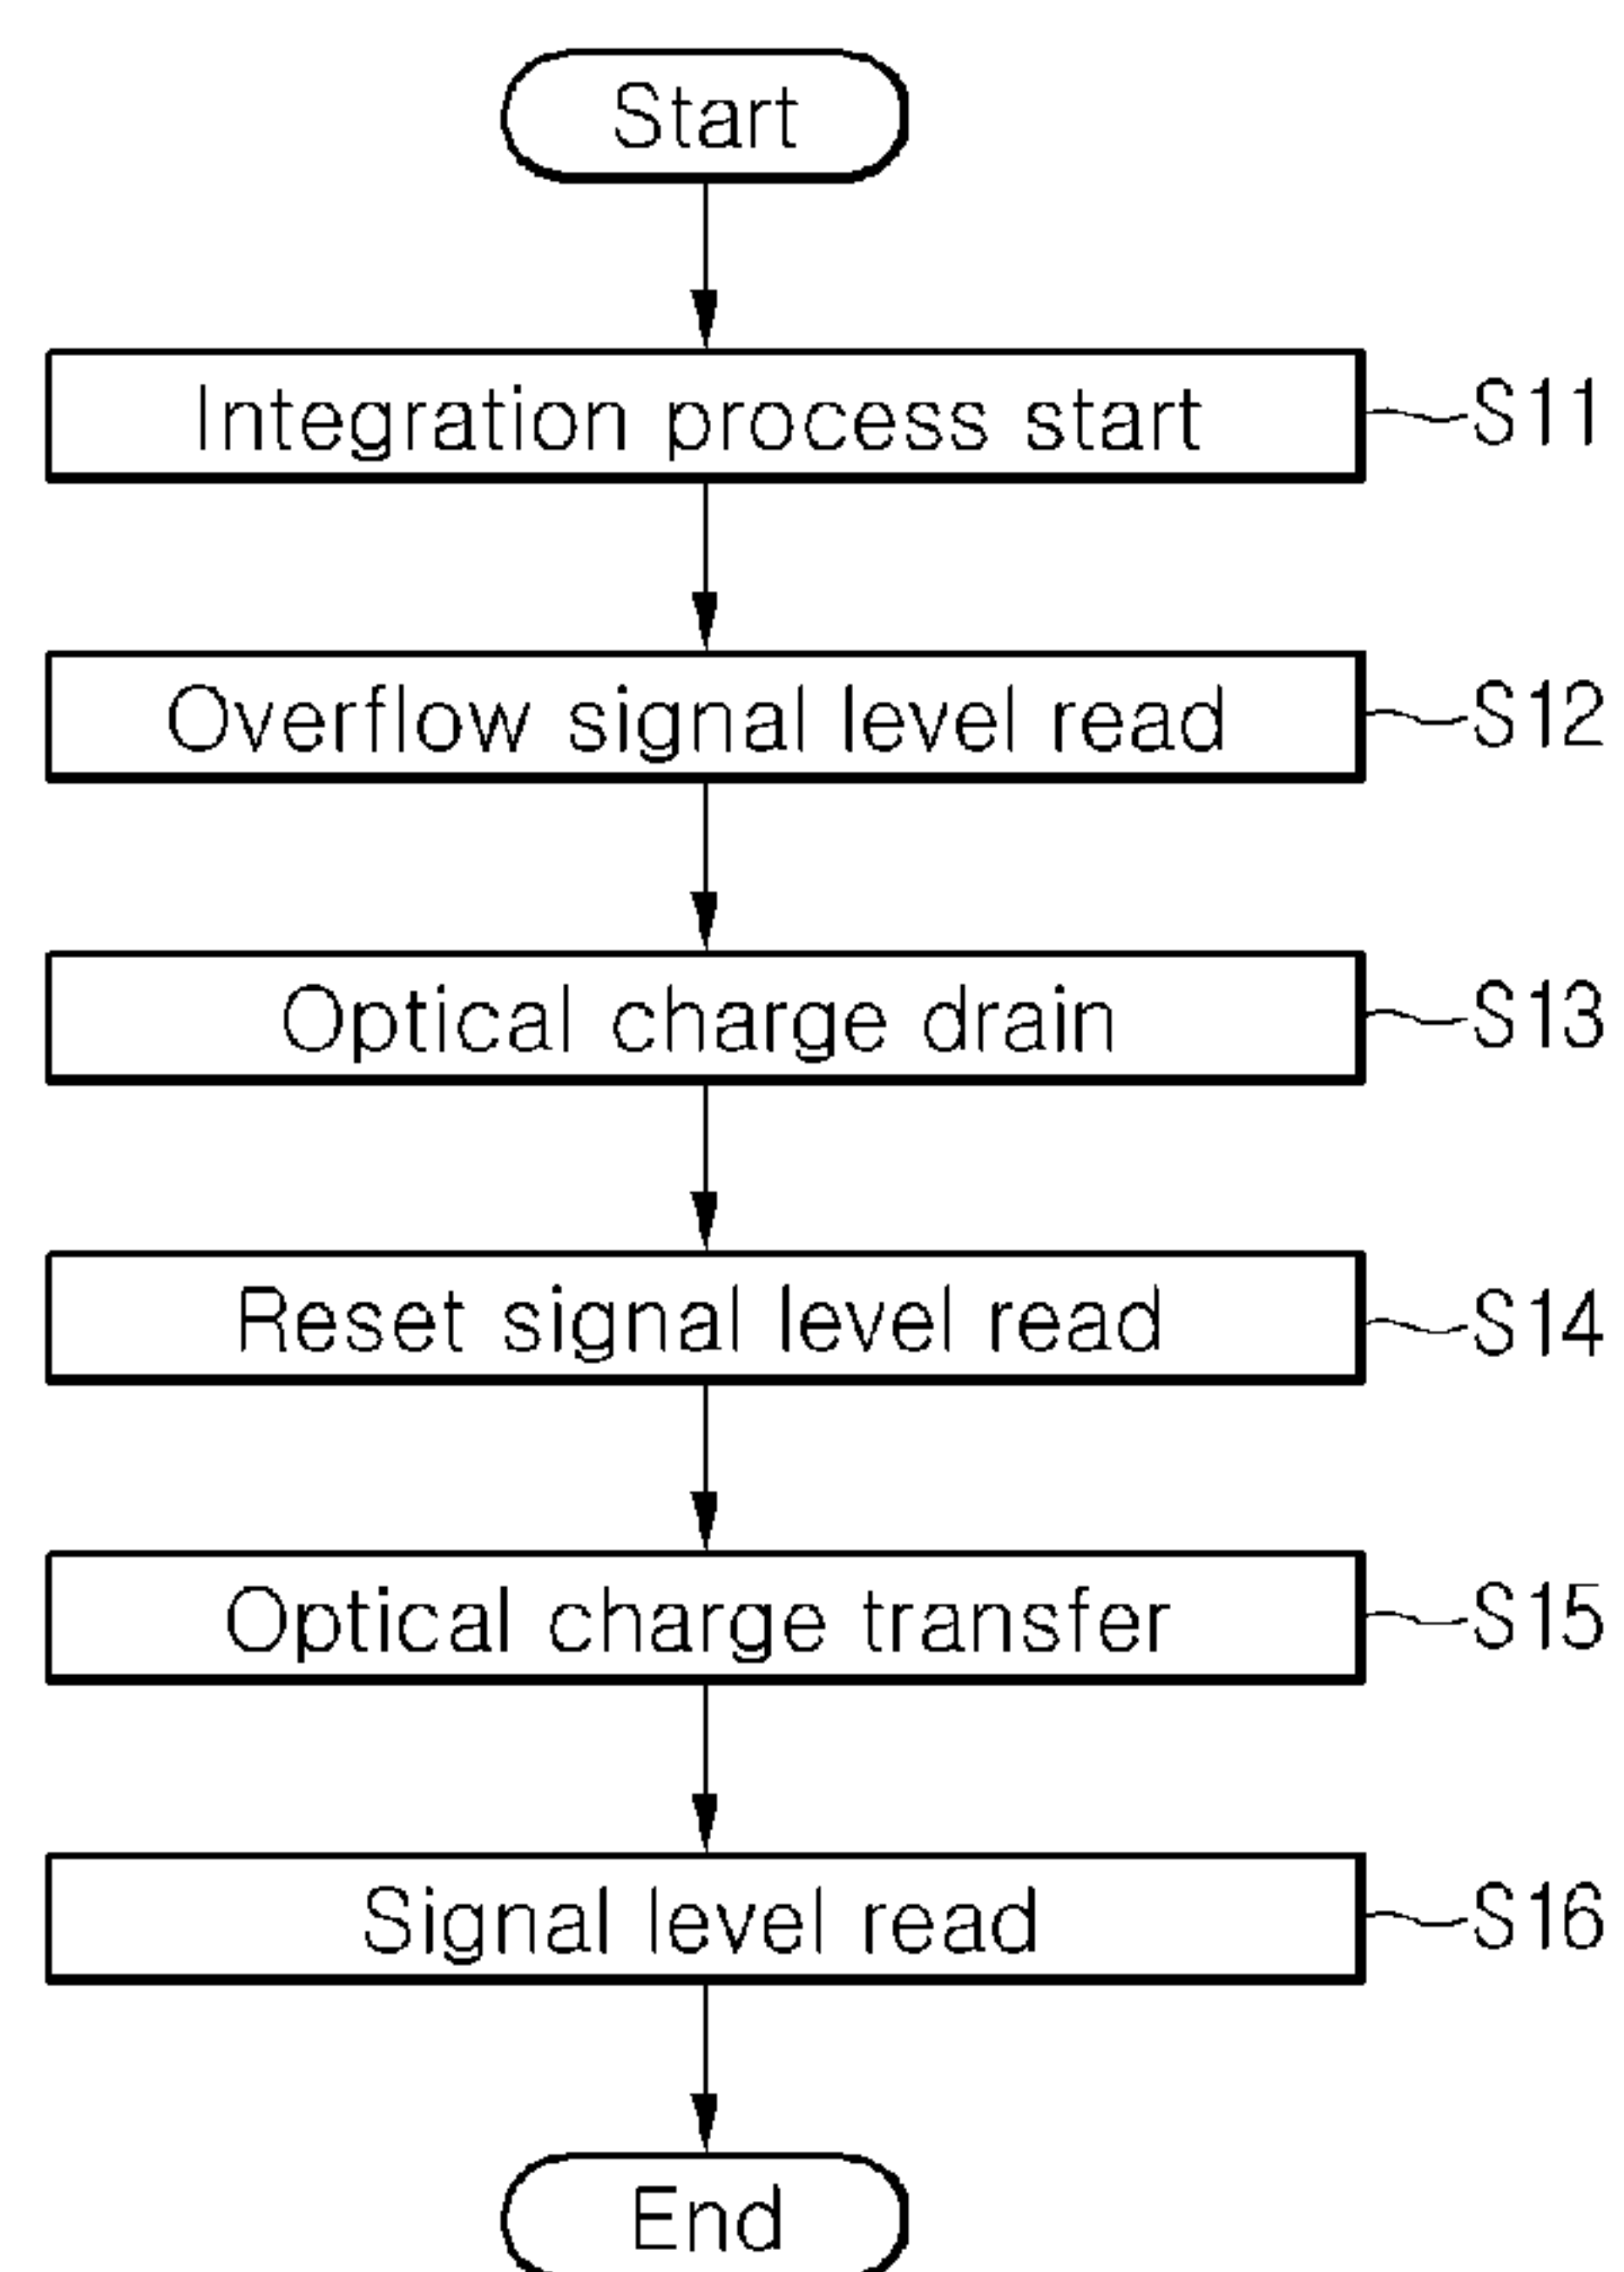 Start
Integration process start S11
Overflow signal level read S12
Optical charge drain S13
Reset signal level read S14
Optical charge transfer S15
Signal level read S16
End